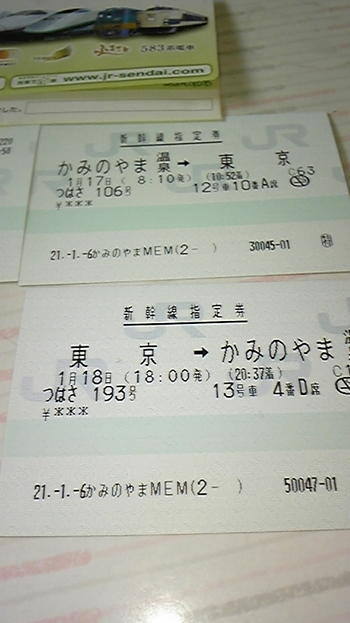 583系電車
www.jr-sendai.com
新幹線指定券
かみのやま温泉 → 東京
1月17日 ( 8:10発) (10:52着) C63
つばさ 106号 12号車10番A席
¥***
21.-1.-6かみのやまMEM(2- ) 30045-01
新幹線指定券
東京 → かみのやま
1月18日 (18:00発) (20:37着)
つばさ 193号 13号車 4番D席
¥***
21.-1.-6かみのやまMEM(2- ) 50047-01